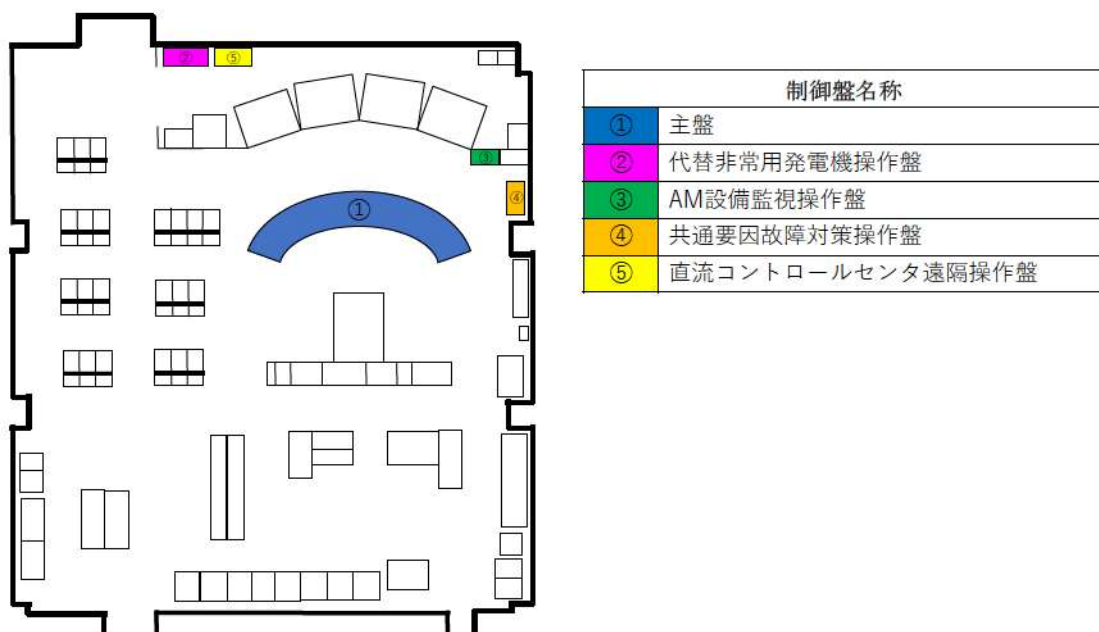 ② ⑤
③
④
①
制御盤名称
① 主盤
② 代替非常用発電機操作盤
③ AM設備監視操作盤
④ 共通要因故障対策操作盤
⑤ 直流コントロールセンタ遠隔操作盤